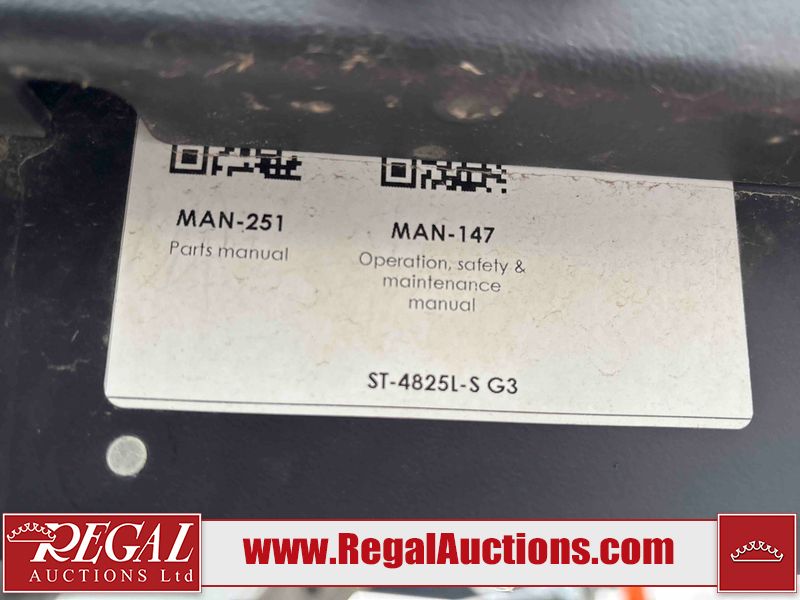 MAN-251
Parts manual
MAN-147
Operation, safety &
maintenance
manual
ST-4825L-S G3
REGAL
AUCTIONS Ltd
www.RegalAuctions.com